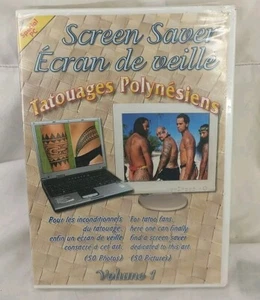 Screen Saver
Écran de veille
Tatouages Polynésiens
Pour les inconditionnels
du tatouage,
enfin un écran de veille
consacré à cet art.
(50 Photos)
For tatoo fans,
here one can finally
find a screen saver
dedicated to this art.
(50 Pictures)
Volume 1